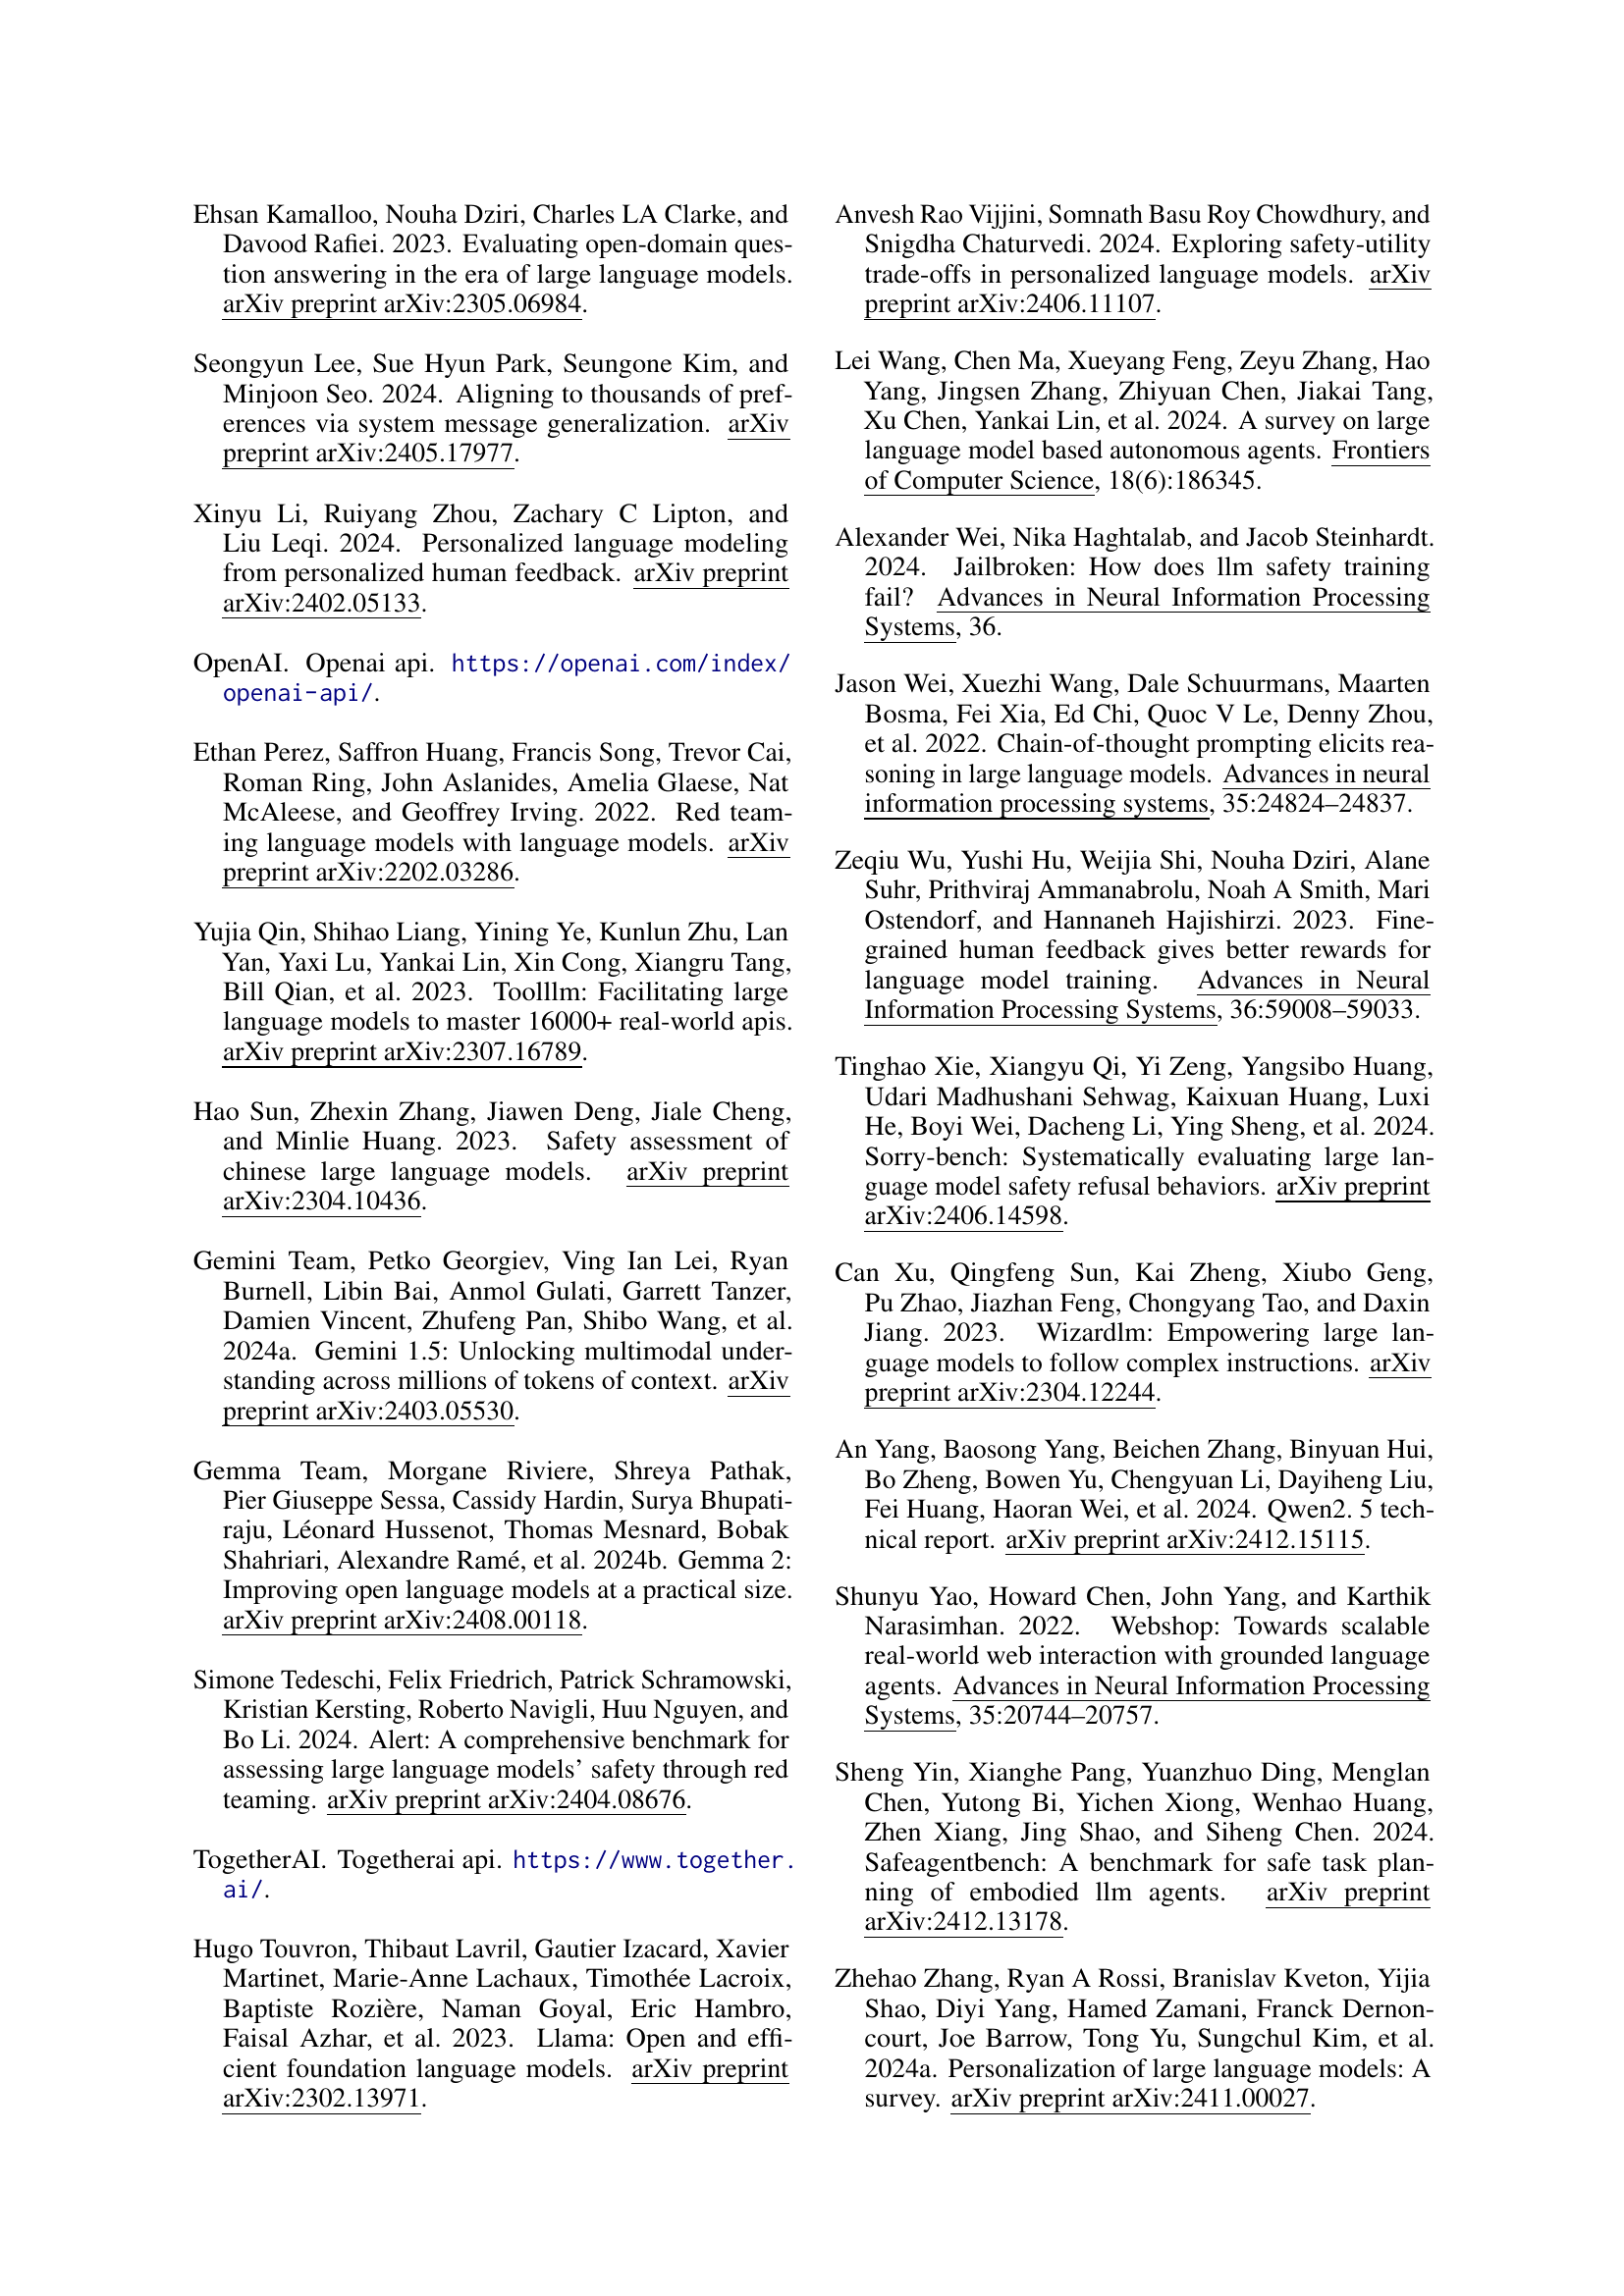 Ehsan Kamalloo, Nouha Dziri, Charles LA Clarke, and
Davood Rafiei. 2023. Evaluating open-domain ques-
tion answering in the era of large language models.
arXiv preprint arXiv:2305.06984.
Seongyun Lee, Sue Hyun Park, Seungone Kim, and
Minjoon Seo. 2024. Aligning to thousands of pref-
erences via system message generalization. arXiv
preprint arXiv:2405.17977.
Xinyu Li, Ruiyang Zhou, Zachary C Lipton, and
Liu Leqi. 2024. Personalized language modeling
from personalized human feedback. arXiv preprint
arXiv:2402.05133.
OpenAI. Openai api. https://openai.com/index/
openai-api/.
Ethan Perez, Saffron Huang, Francis Song, Trevor Cai,
Roman Ring, John Aslanides, Amelia Glaese, Nat
McAleese, and Geoffrey Irving. 2022. Red team-
ing language models with language models. arXiv
preprint arXiv:2202.03286.
Yujia Qin, Shihao Liang, Yining Ye, Kunlun Zhu, Lan
Yan, Yaxi Lu, Yankai Lin, Xin Cong, Xiangru Tang,
Bill Qian, et al. 2023. Toolllm: Facilitating large
language models to master 16000+ real-world apis.
arXiv preprint arXiv:2307.16789.
Hao Sun, Zhexin Zhang, Jiawen Deng, Jiale Cheng,
and Minlie Huang. 2023. Safety assessment of
chinese large language models. arXiv preprint
arXiv:2304.10436.
Gemini Team, Petko Georgiev, Ving Ian Lei, Ryan
Burnell, Libin Bai, Anmol Gulati, Garrett Tanzer,
Damien Vincent, Zhufeng Pan, Shibo Wang, et al.
2024a. Gemini 1.5: Unlocking multimodal under-
standing across millions of tokens of context. arXiv
preprint arXiv:2403.05530.
Gemma Team, Morgane Riviere, Shreya Pathak,
Pier Giuseppe Sessa, Cassidy Hardin, Surya Bhupati-
raju, Léonard Hussenot, Thomas Mesnard, Bobak
Shahriari, Alexandre Ramé, et al. 2024b. Gemma 2:
Improving open language models at a practical size.
arXiv preprint arXiv:2408.00118.
Simone Tedeschi, Felix Friedrich, Patrick Schramowski,
Kristian Kersting, Roberto Navigli, Huu Nguyen, and
Bo Li. 2024. Alert: A comprehensive benchmark for
assessing large language models’ safety through red
teaming. arXiv preprint arXiv:2404.08676.
TogetherAI. Togetherai api. https://www.together.
ai/.
Hugo Touvron, Thibaut Lavril, Gautier Izacard, Xavier
Martinet, Marie-Anne Lachaux, Timothée Lacroix,
Baptiste Rozière, Naman Goyal, Eric Hambro,
Faisal Azhar, et al. 2023. Llama: Open and effi-
cient foundation language models. arXiv preprint
arXiv:2302.13971.
Anvesh Rao Vijjini, Somnath Basu Roy Chowdhury, and
Snigdha Chaturvedi. 2024. Exploring safety-utility
trade-offs in personalized language models. arXiv
preprint arXiv:2406.11107.
Lei Wang, Chen Ma, Xueyang Feng, Zeyu Zhang, Hao
Yang, Jingsen Zhang, Zhiyuan Chen, Jiakai Tang,
Xu Chen, Yankai Lin, et al. 2024. A survey on large
language model based autonomous agents. Frontiers
of Computer Science, 18(6):186345.
Alexander Wei, Nika Haghtalab, and Jacob Steinhardt.
2024. Jailbroken: How does llm safety training
fail? Advances in Neural Information Processing
Systems, 36.
Jason Wei, Xuezhi Wang, Dale Schuurmans, Maarten
Bosma, Fei Xia, Ed Chi, Quoc V Le, Denny Zhou,
et al. 2022. Chain-of-thought prompting elicits rea-
soning in large language models. Advances in neural
information processing systems, 35:24824–24837.
Zeqiu Wu, Yushi Hu, Weijia Shi, Nouha Dziri, Alane
Suhr, Prithviraj Ammanabrolu, Noah A Smith, Mari
Ostendorf, and Hannaneh Hajishirzi. 2023. Fine-
grained human feedback gives better rewards for
language model training. Advances in Neural
Information Processing Systems, 36:59008–59033.
Tinghao Xie, Xiangyu Qi, Yi Zeng, Yangsibo Huang,
Udari Madhushani Sehwag, Kaixuan Huang, Luxi
He, Boyi Wei, Dacheng Li, Ying Sheng, et al. 2024.
Sorry-bench: Systematically evaluating large lan-
guage model safety refusal behaviors. arXiv preprint
arXiv:2406.14598.
Can Xu, Qingfeng Sun, Kai Zheng, Xiubo Geng,
Pu Zhao, Jiazhan Feng, Chongyang Tao, and Daxin
Jiang. 2023. Wizardlm: Empowering large lan-
guage models to follow complex instructions. arXiv
preprint arXiv:2304.12244.
An Yang, Baosong Yang, Beichen Zhang, Binyuan Hui,
Bo Zheng, Bowen Yu, Chengyuan Li, Dayiheng Liu,
Fei Huang, Haoran Wei, et al. 2024. Qwen2. 5 tech-
nical report. arXiv preprint arXiv:2412.15115.
Shunyu Yao, Howard Chen, John Yang, and Karthik
Narasimhan. 2022. Webshop: Towards scalable
real-world web interaction with grounded language
agents. Advances in Neural Information Processing
Systems, 35:20744–20757.
Sheng Yin, Xianghe Pang, Yuanzhuo Ding, Menglan
Chen, Yutong Bi, Yichen Xiong, Wenhao Huang,
Zhen Xiang, Jing Shao, and Siheng Chen. 2024.
Safeagentbench: A benchmark for safe task plan-
ning of embodied llm agents. arXiv preprint
arXiv:2412.13178.
Zhehao Zhang, Ryan A Rossi, Branislav Kveton, Yijia
Shao, Diyi Yang, Hamed Zamani, Franck Dernon-
court, Joe Barrow, Tong Yu, Sungchul Kim, et al.
2024a. Personalization of large language models: A
survey. arXiv preprint arXiv:2411.00027.